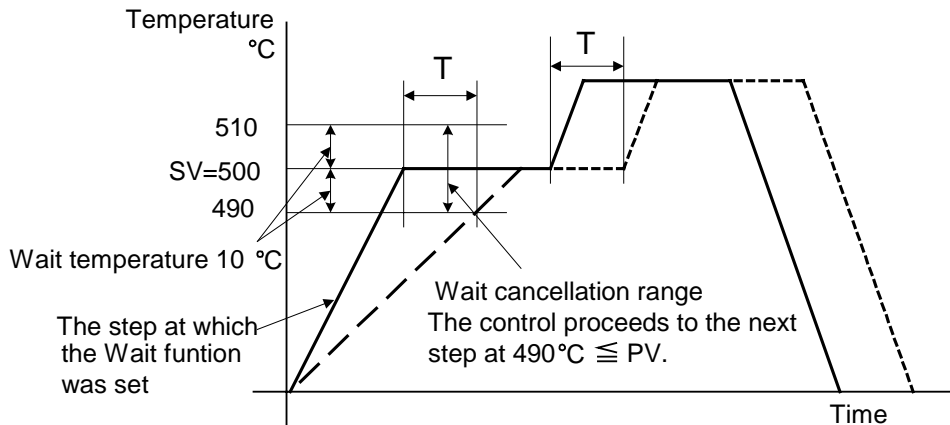 Temperature
°C
T
T
510
SV=500
490
Wait temperature 10 °C
The step at which
the Wait funtion
was set
Wait cancellation range
The control proceeds to the next
step at 490°C ≦ PV.
Time